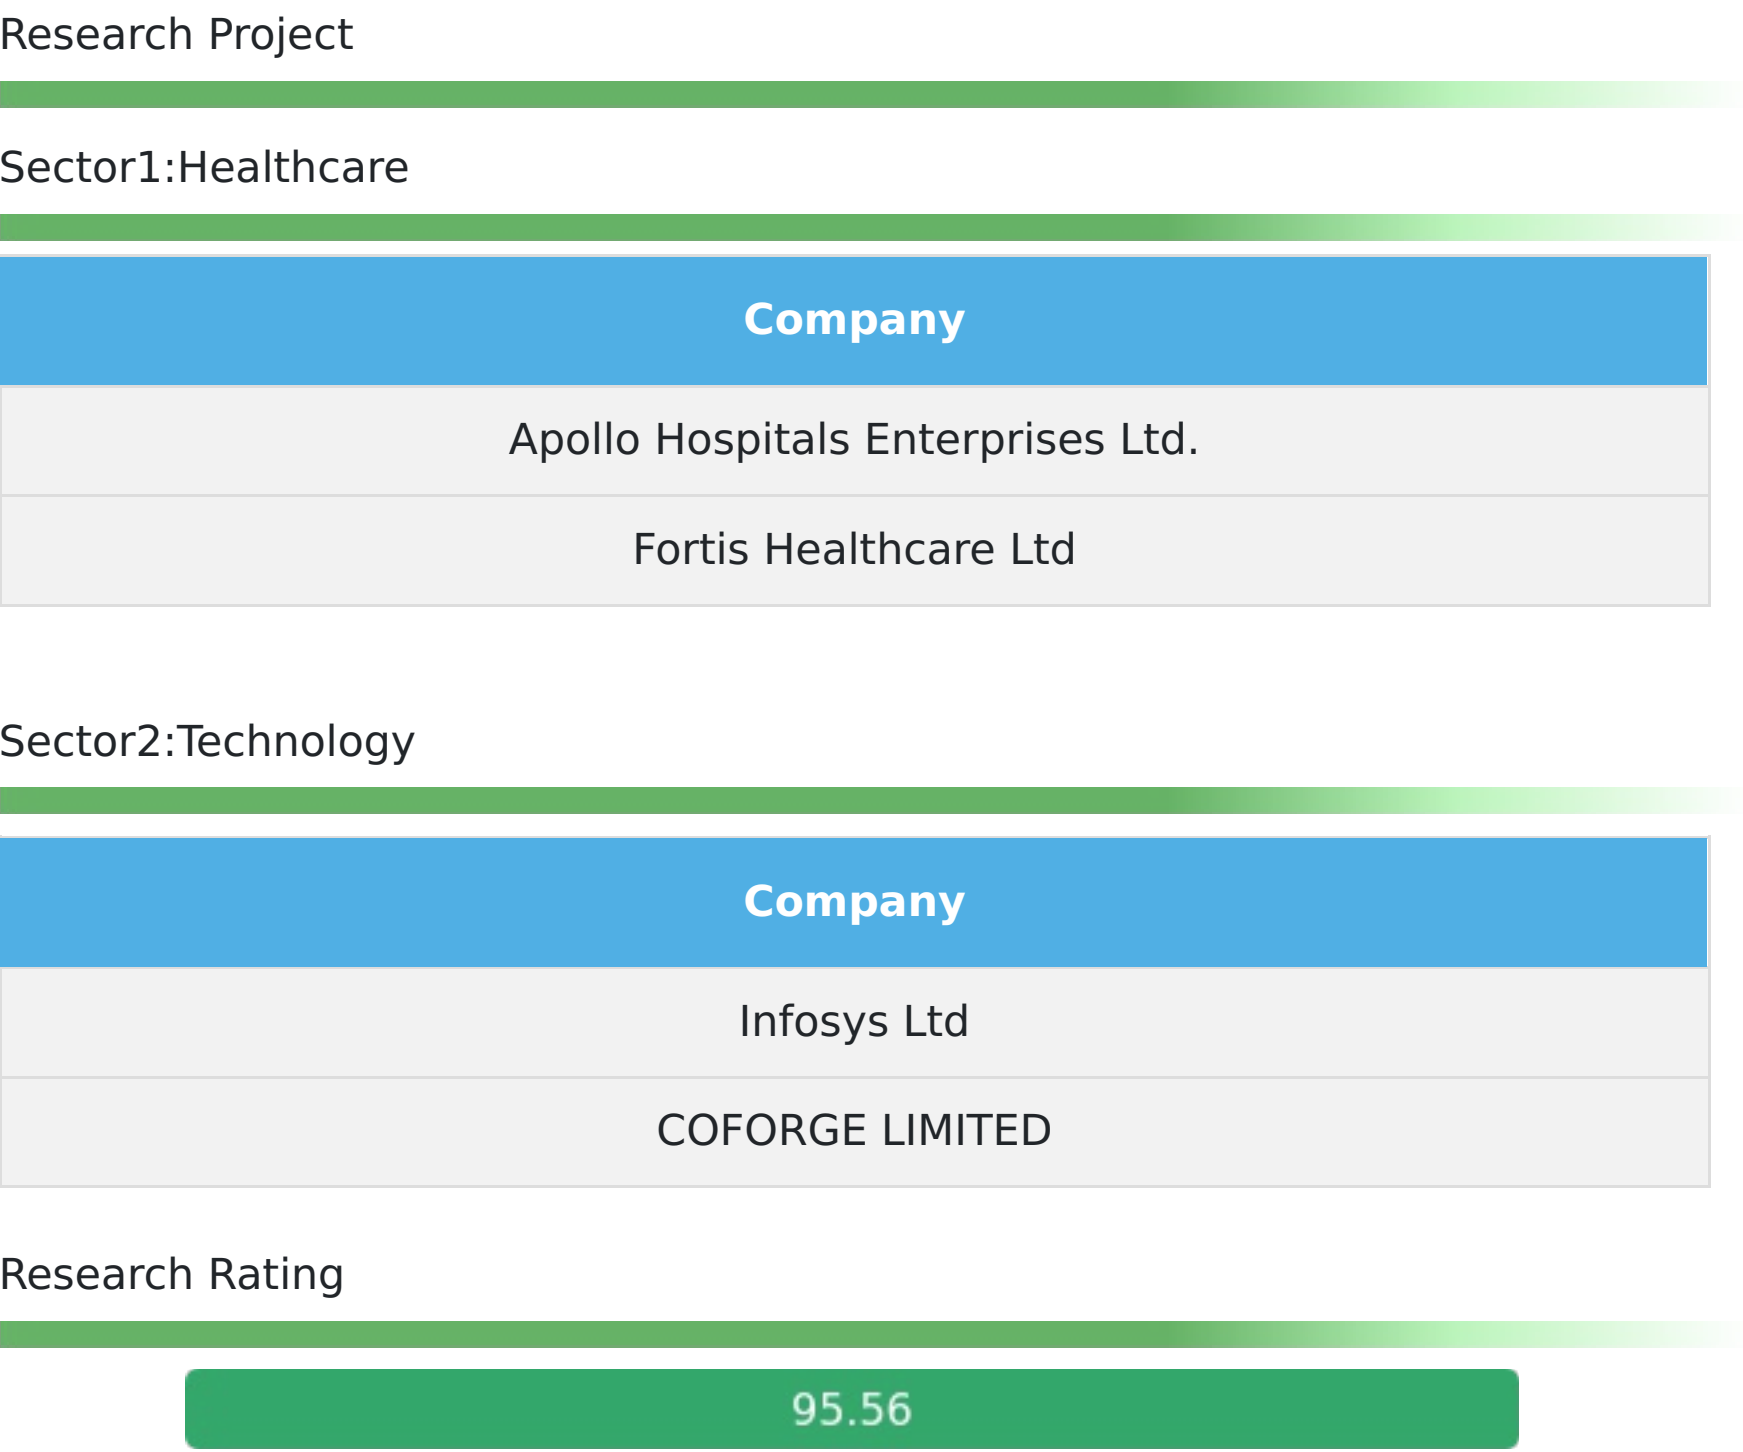 Research Project
Sector1:Healthcare
Company
Apollo Hospitals Enterprises Ltd.
Fortis Healthcare Ltd
Sector2:Technology
Company
Infosys Ltd
COFORGE LIMITED
Research Rating
95.56